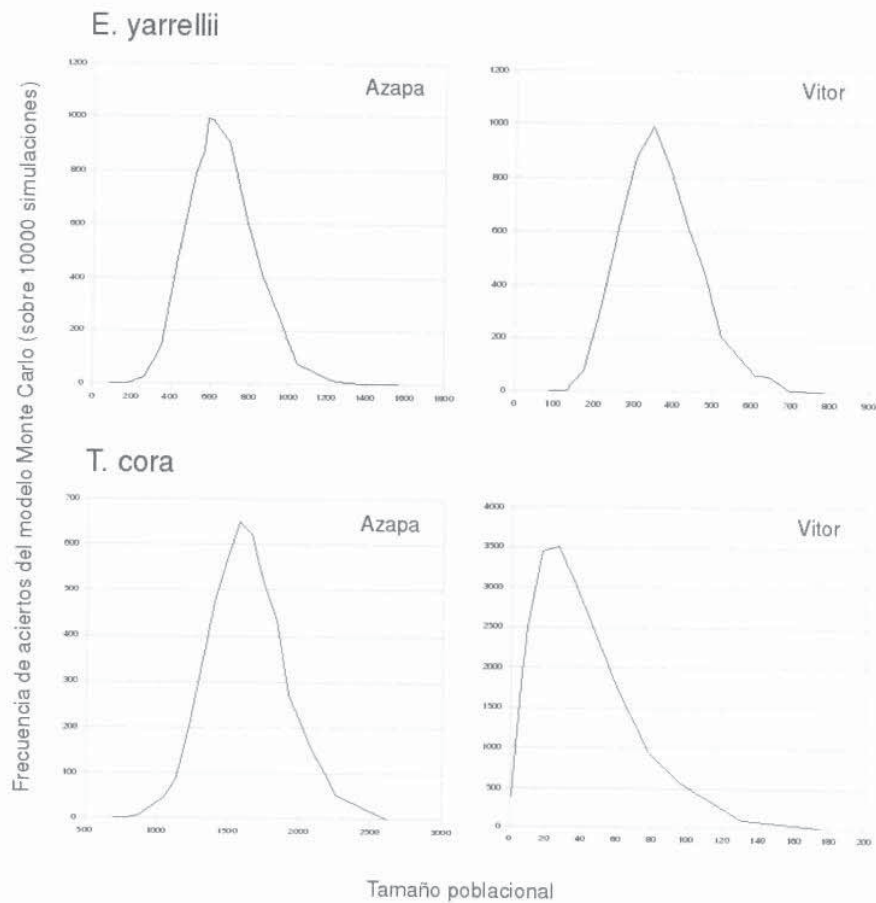 E. yarrellii
Azapa
1200
1000
800
600
400
200
0
0 200 400 600 800 1000 1200 1400 1600 1800
Vitor
1200
1000
800
600
400
200
0
0 100 200 300 400 500 600 700 800 900
T. cora
Azapa
700
600
500
400
300
200
100
0
500 1000 1500 2000 2500 3000
Vitor
4000
3500
3000
2500
2000
1500
1000
500
0
0 20 40 60 80 100 120 140 160 180 200
Frecuencia de aciertos del modelo Monte Carlo (sobre 10000 simulaciones)
Tamaño poblacional